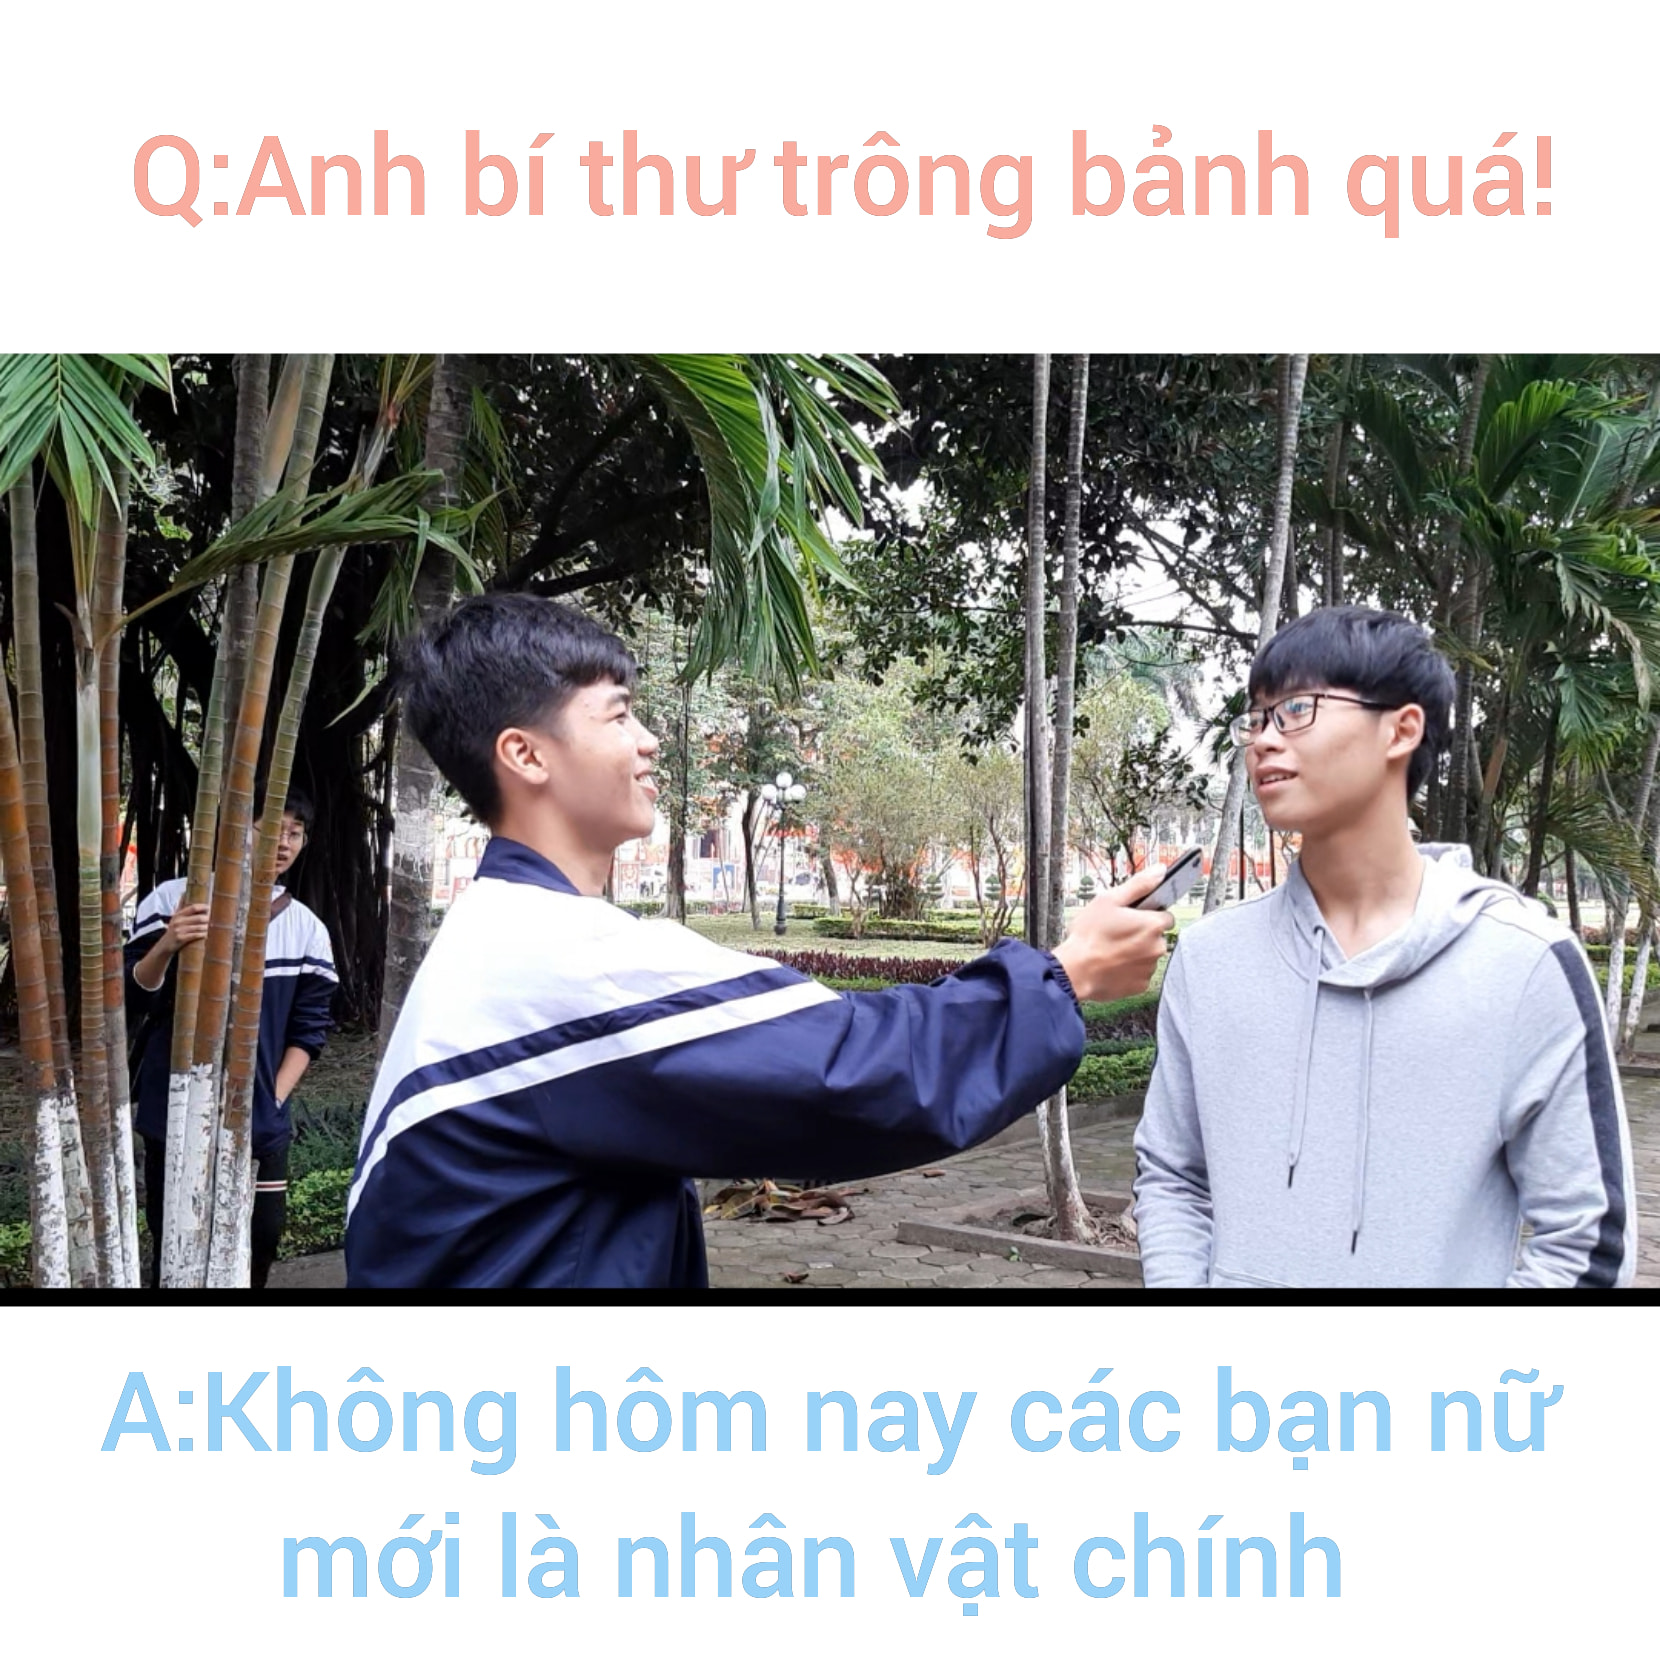 Q:Anh bí thư trông bảnh quá!
A:Không hôm nay các bạn nữ
mới là nhân vật chính